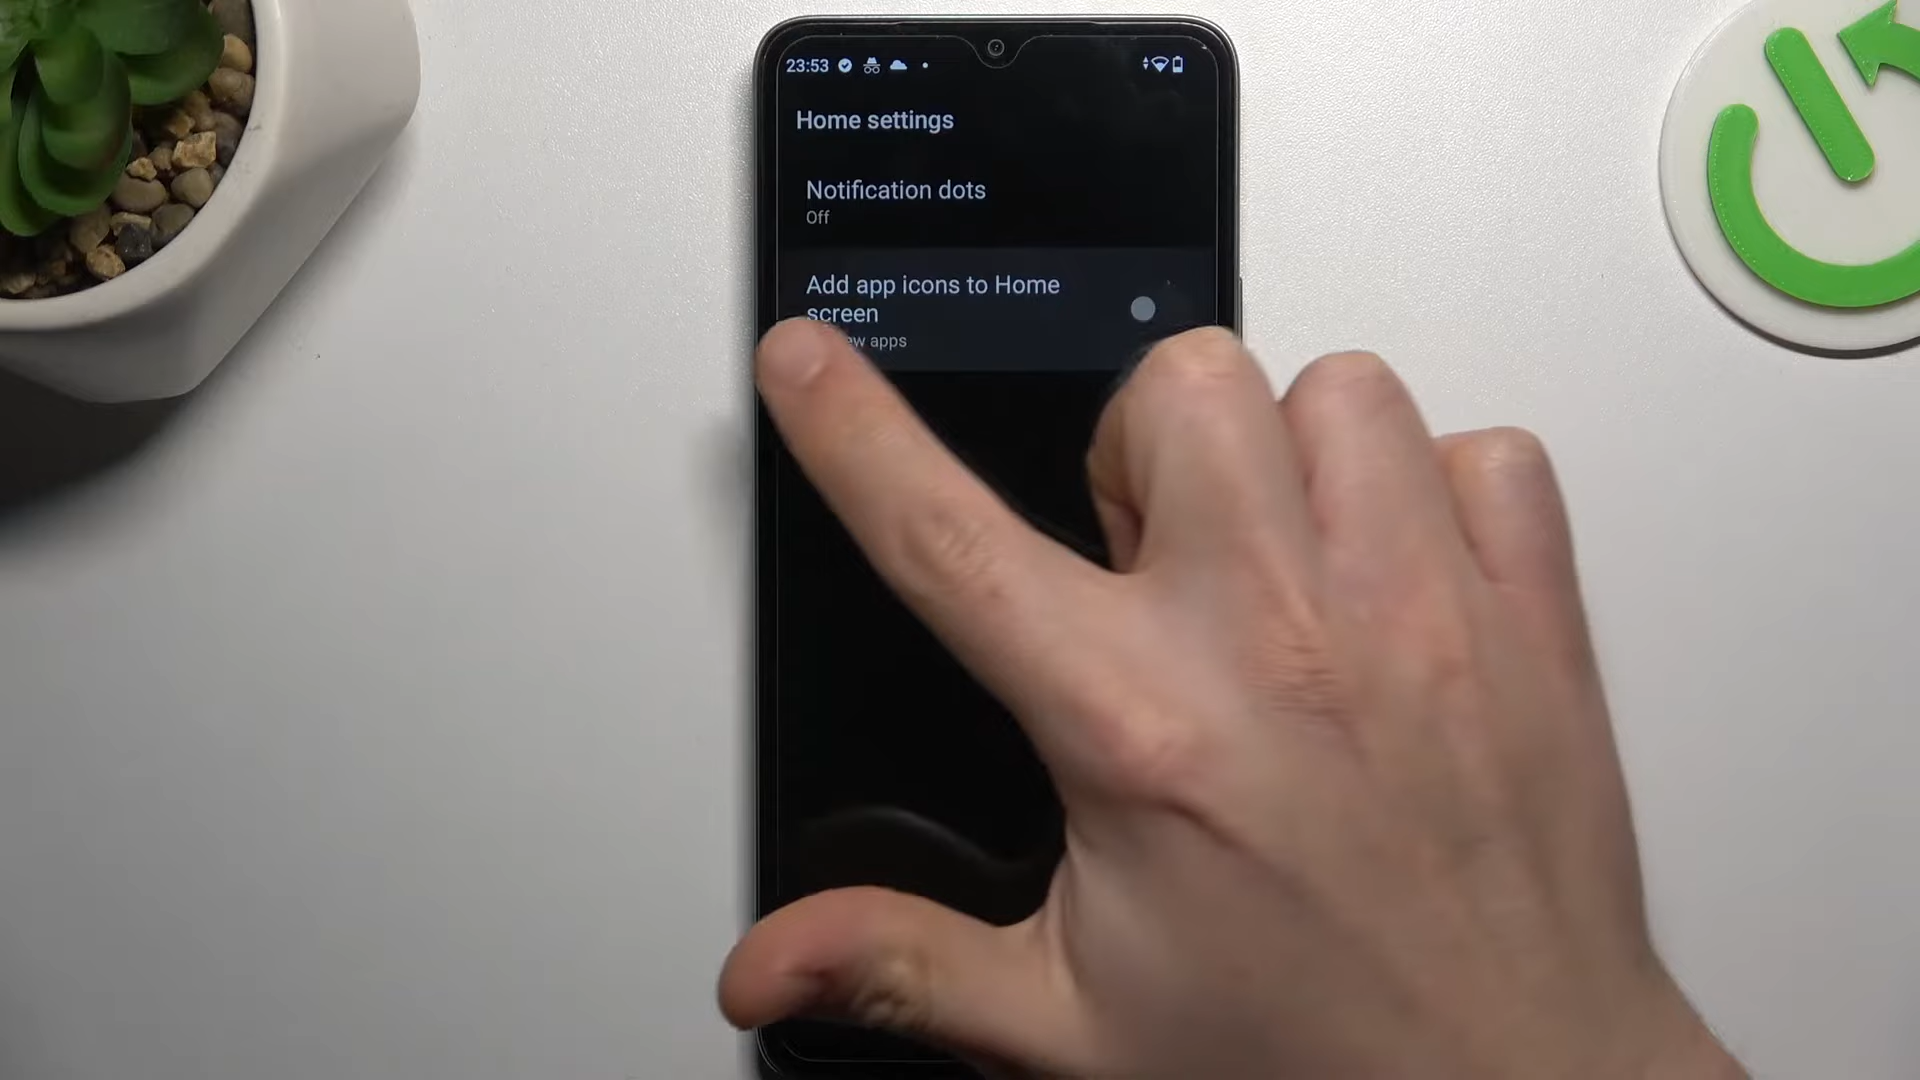 23:53
Home settings
Notification dots
Off
Add app icons to Home
screen
apps